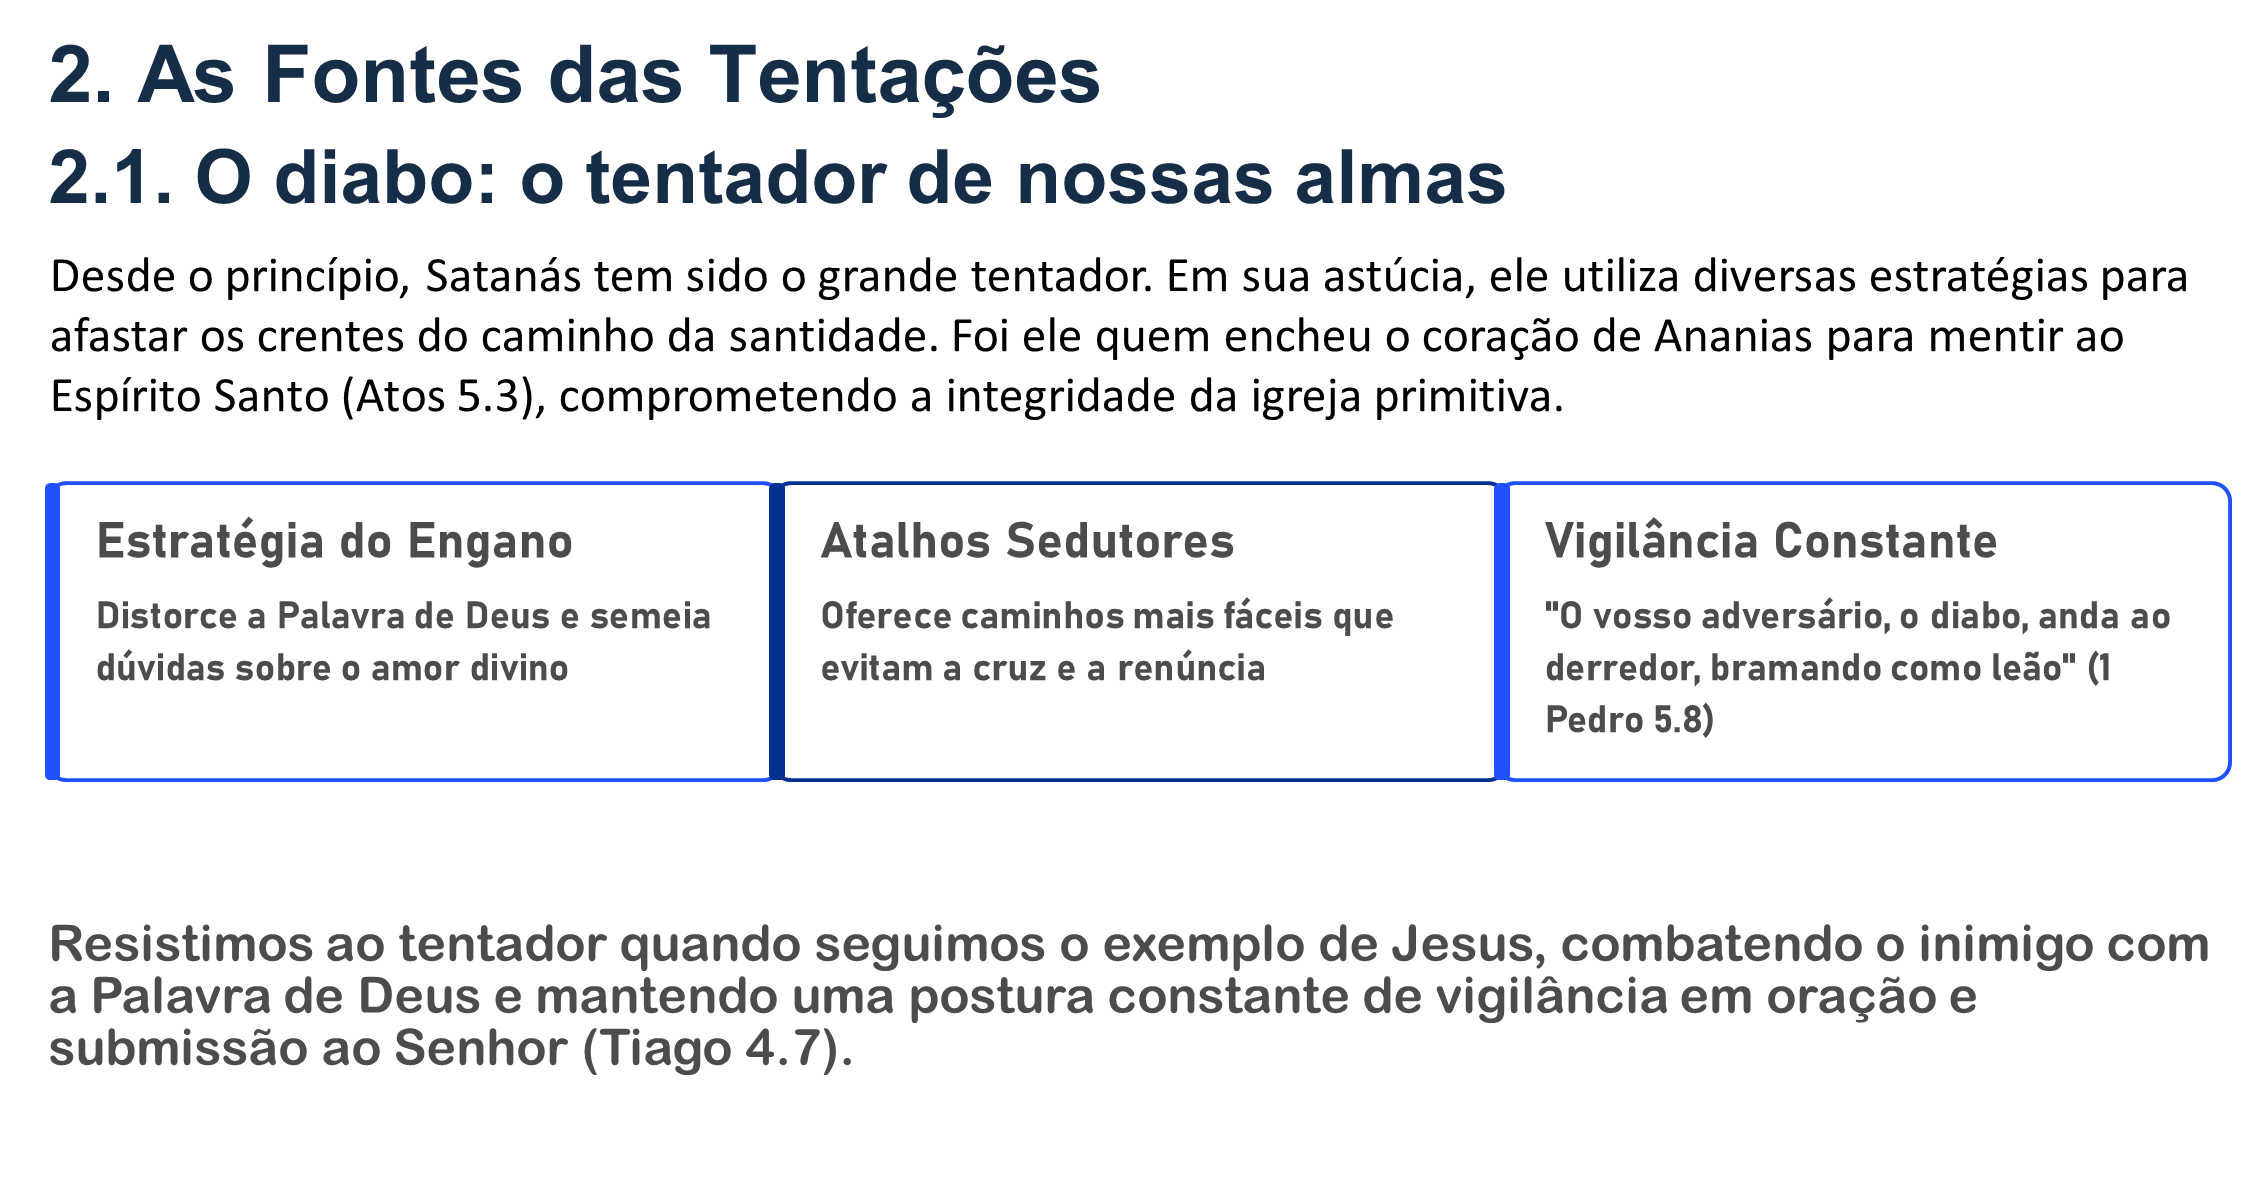 2. As Fontes das Tentações
2.1. O diabo: o tentador de nossas almas
Desde o princípio, Satanás tem sido o grande tentador. Em sua astúcia, ele utiliza diversas estratégias para
afastar os crentes do caminho da santidade. Foi ele quem encheu o coração de Ananias para mentir ao
Espírito Santo (Atos 5.3), comprometendo a integridade da igreja primitiva.
Estratégia do Engano
Distorce a Palavra de Deus e semeia
dúvidas sobre o amor divino
Atalhos Sedutores
Oferece caminhos mais fáceis que
evitam a cruz e a renúncia
Vigilância Constante
"O vosso adversário, o diabo, anda ao
derredor, bramando como leão" (1
Pedro 5.8)
Resistimos ao tentador quando seguimos o exemplo de Jesus, combatendo o inimigo com
a Palavra de Deus e mantendo uma postura constante de vigilância em oração e
submissão ao Senhor (Tiago 4.7).